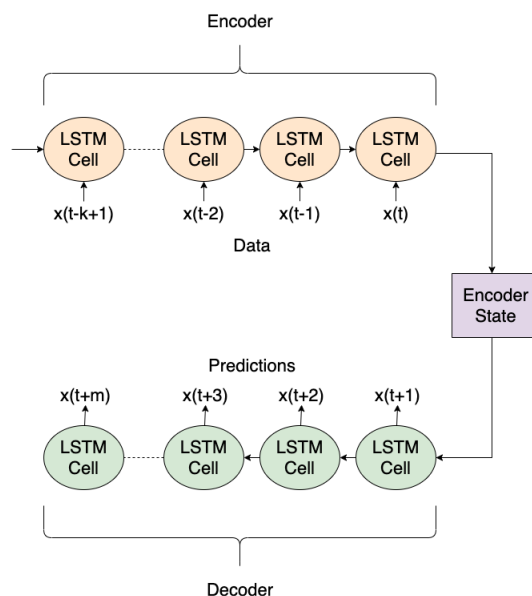 Encoder
LSTM Cell LSTM Cell LSTM Cell LSTM Cell
x(t-k+1) x(t-2) x(t-1) x(t)
Data
Encoder
State
Predictions
x(t+m) x(t+3) x(t+2) x(t+1)
LSTM Cell LSTM Cell LSTM Cell LSTM Cell
Decoder